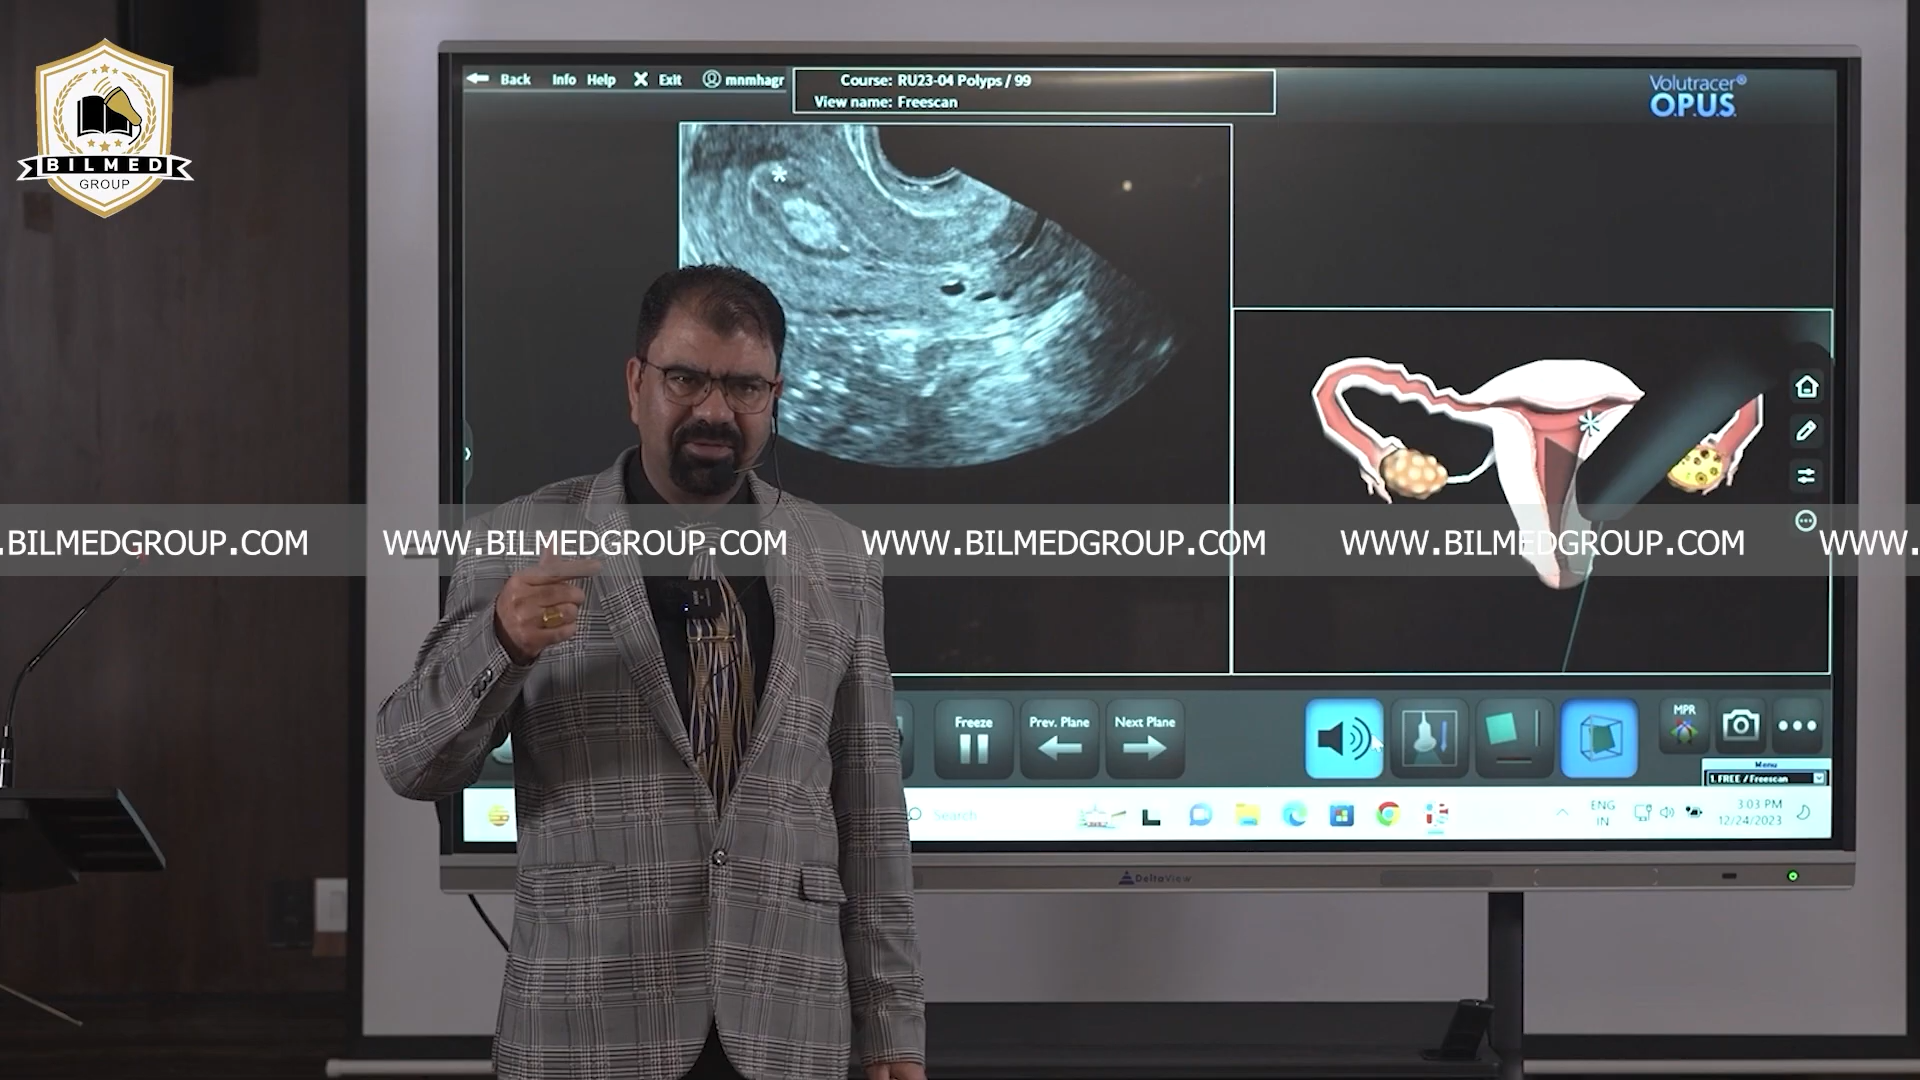 BILMED
GROUP
Back Info Help Exit mnmhagr
Course: RU23-04 Polyps / 99
View name: Freescan
Volutracer®
O.P.U.S.
.BILMEDGROUP.COM WWW.BILMEDGROUP.COM WWW.BILMEDGROUP.COM WWW.BILMEDGROUP.COM WWW.
Freeze
Prev. Plane
Next Plane
MPR
Menu
1. FREE / Freescan
Search
ENG
IN
3:03 PM
12/24/2023
DeltaView